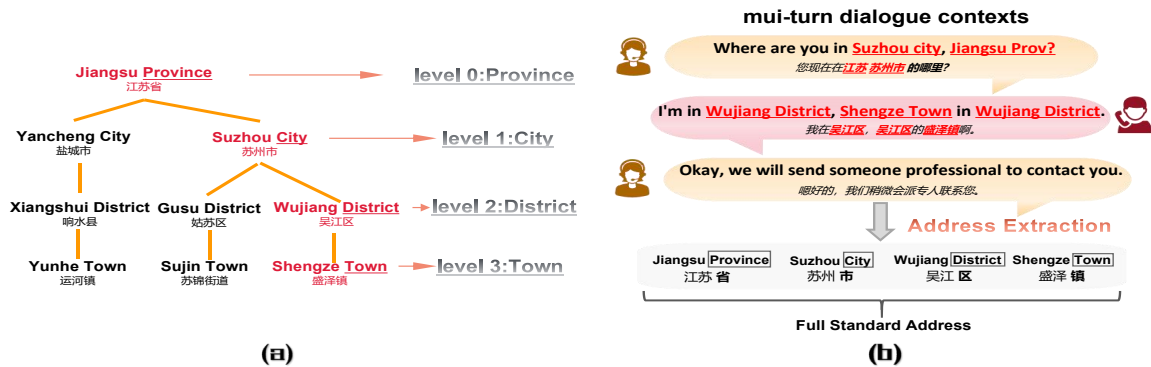 Jiangsu Province
江苏省
level 0:Province
Yancheng City
盐城市
Suzhou City
苏州市
level 1:City
Xiangshui District
响水县
Gusu District
姑苏区
Wujiang District
吴江区
level 2:District
Yunhe Town
运河镇
Sujin Town
苏锦街道
Shengze Town
盛泽镇
level 3:Town
(a)
mui-turn dialogue contexts
Where are you in Suzhou city, Jiangsu Prov?
您现在在江苏 苏州市 的哪里?
I'm in Wujiang District, Shengze Town in Wujiang District.
我在吴江区，吴江区的盛泽镇啊。
Okay, we will send someone professional to contact you.
嗯好的，我们稍微会派专人联系您。
Address Extraction
Jiangsu Province Suzhou City Wujiang District Shengze Town
江苏 省 苏州 市 吴江 区 盛泽 镇
Full Standard Address
(b)